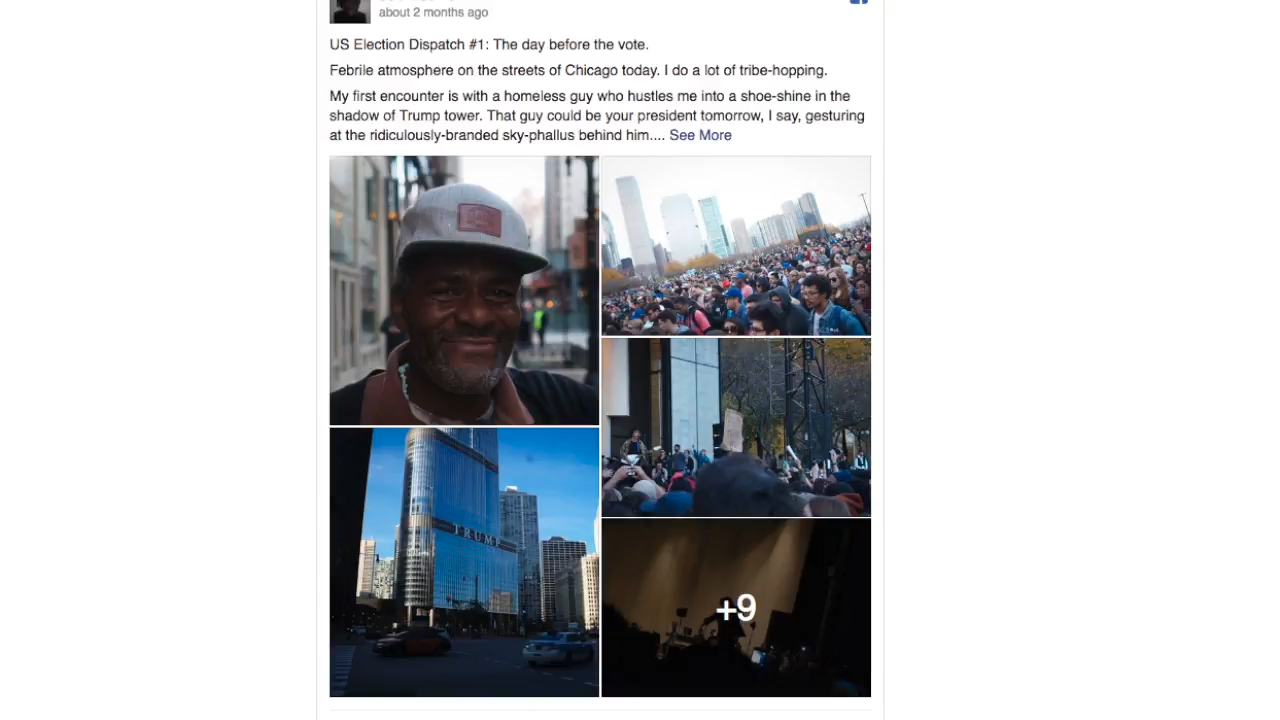 about 2 months ago
US Election Dispatch #1: The day before the vote.
Febrile atmosphere on the streets of Chicago today. I do a lot of tribe-hopping.
My first encounter is with a homeless guy who hustles me into a shoe-shine in the
shadow of Trump tower. That guy could be your president tomorrow, I say, gesturing
at the ridiculously-branded sky-phallus behind him.... See More
TRUMP
+9